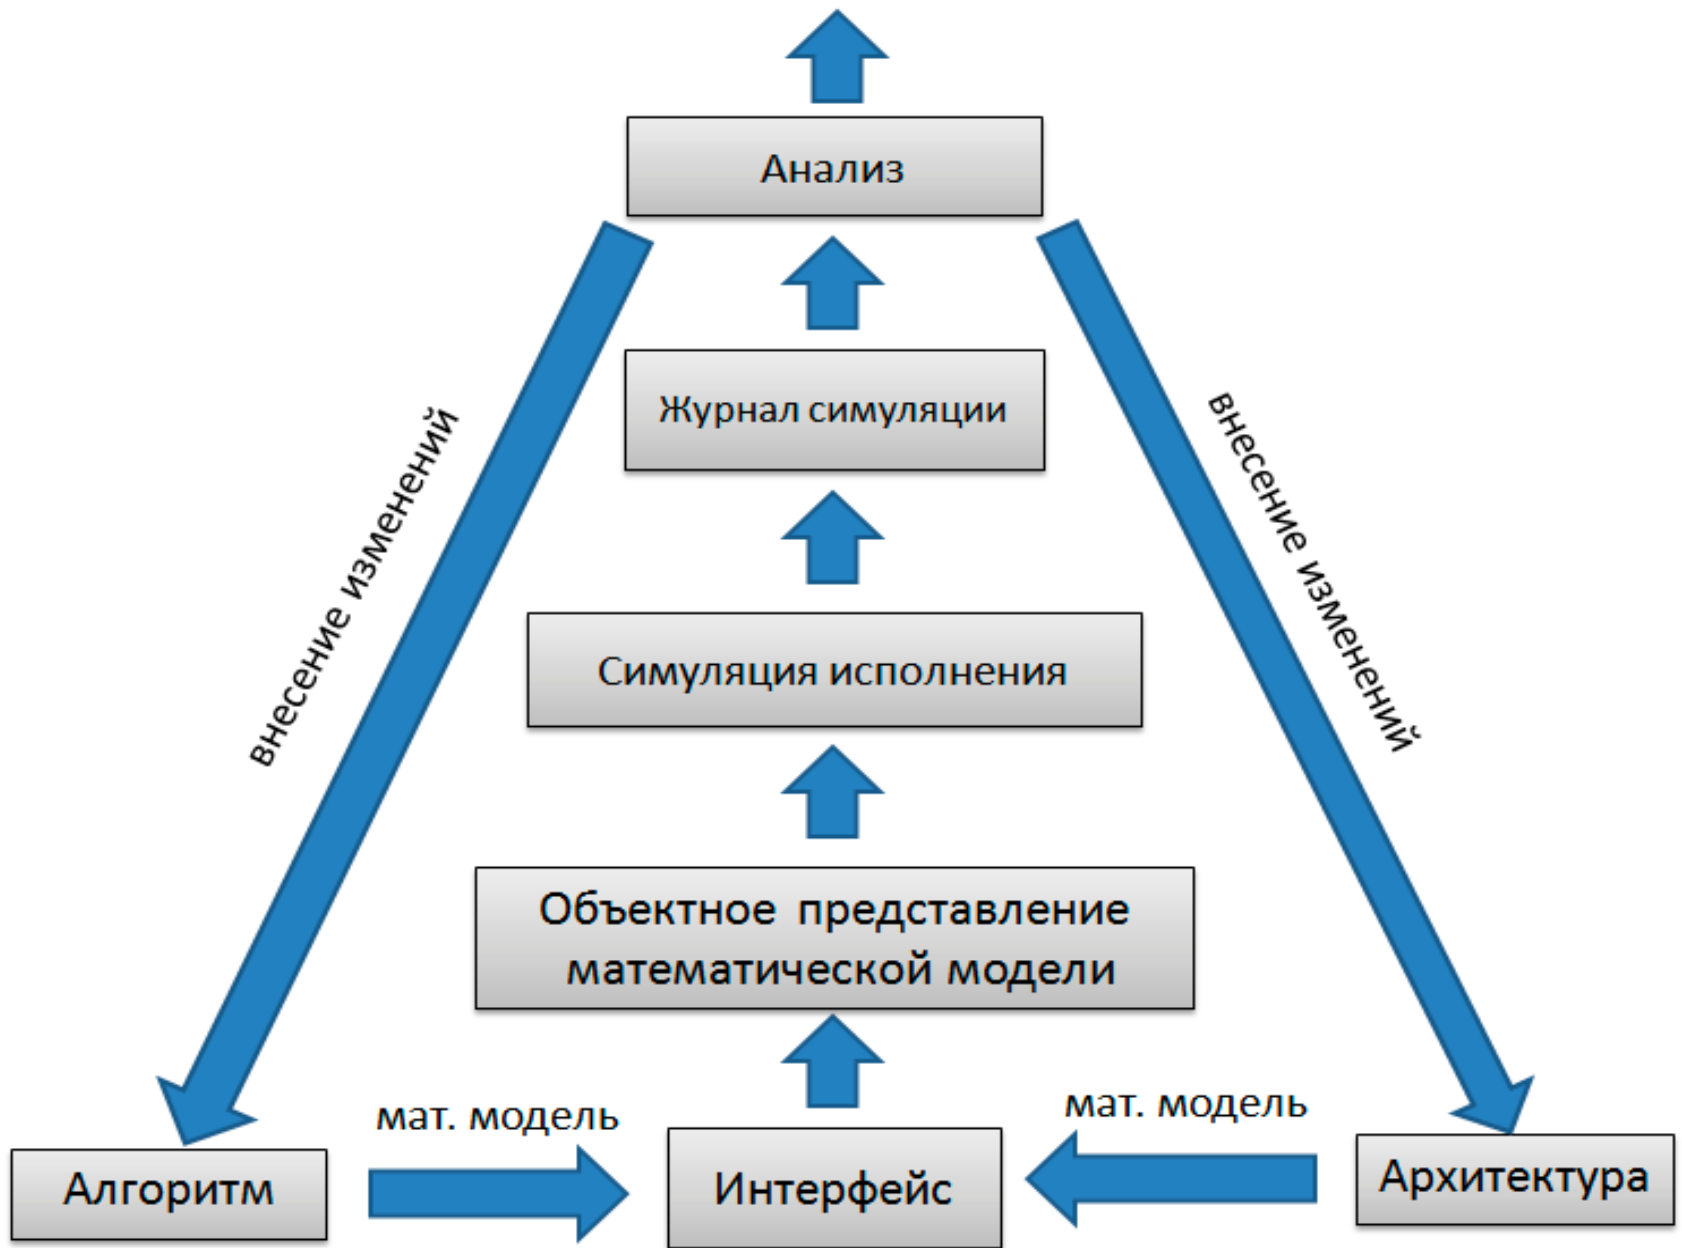 Анализ
Журнал симуляции
внесение изменений
внесение изменений
Симуляция исполнения
Объектное представление
математической модели
мат. модель
мат. модель
Алгоритм
Интерфейс
Архитектура